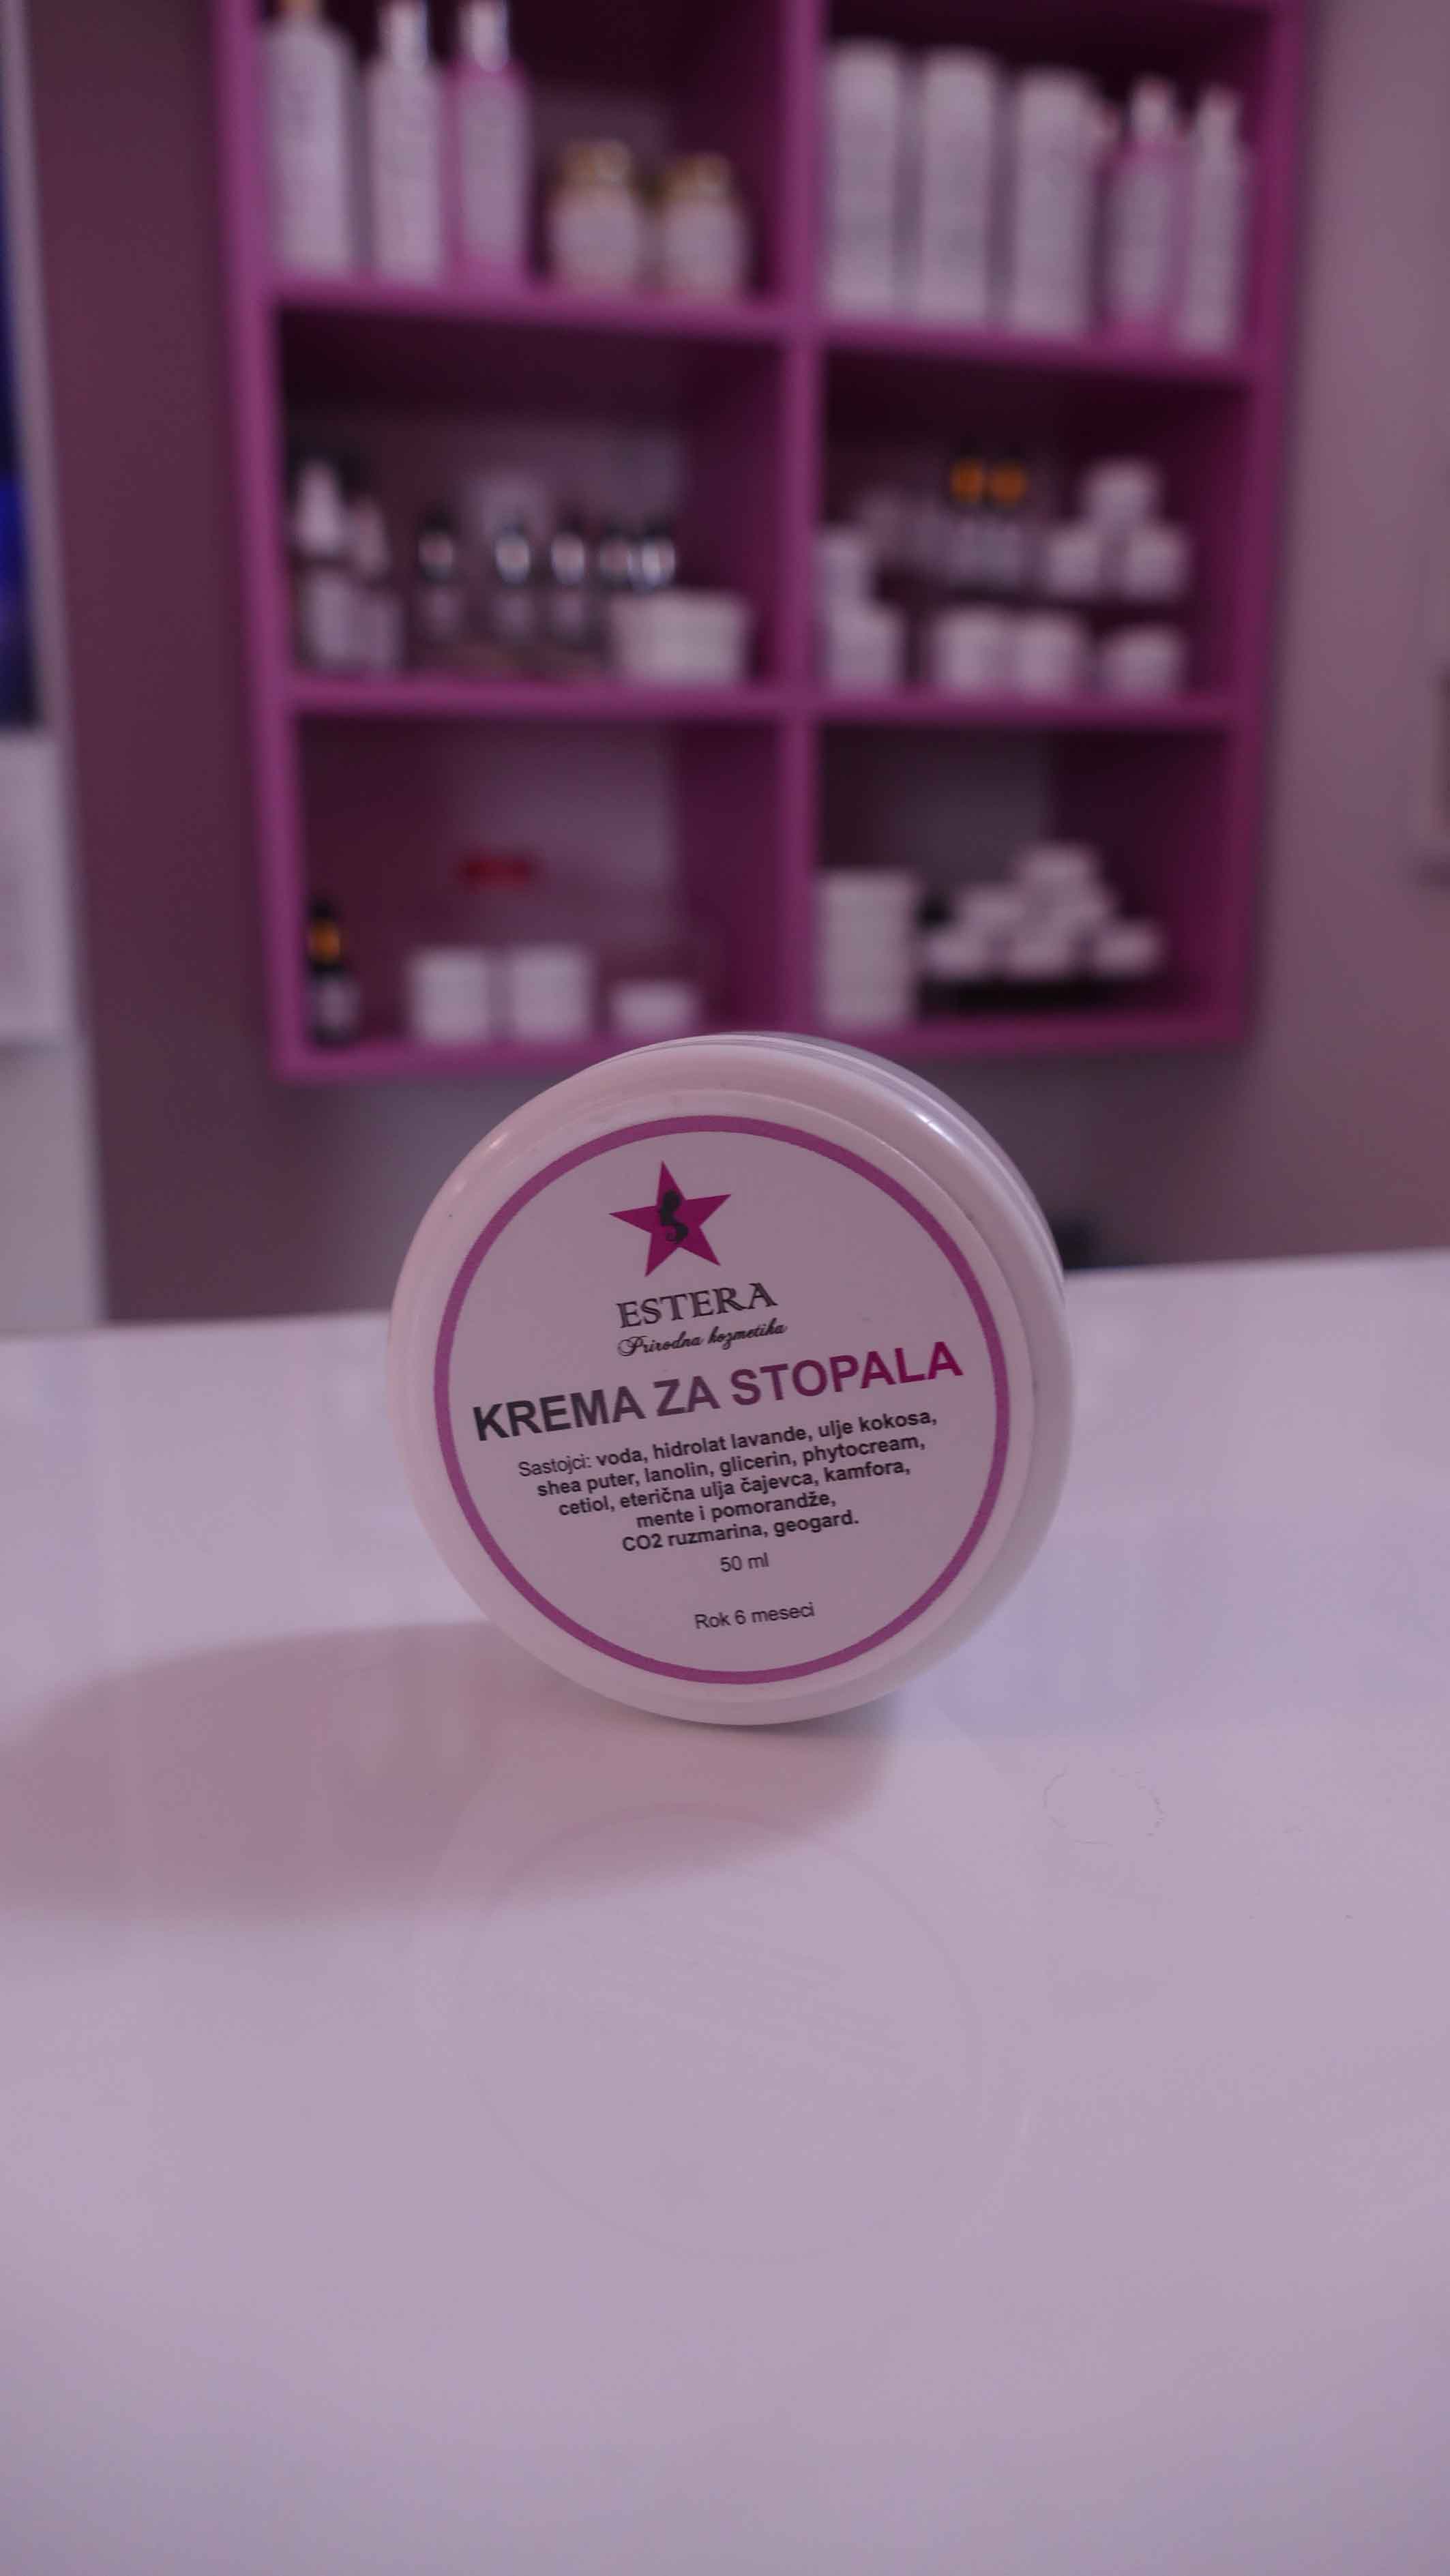 ESTERA
Prirodna kozmetika
KREMA ZA STOPALA
Sastojci: voda, hidrolat lavande, ulje kokosa,
shea puter, lanolin, glicerin, phytocream,
cetiol, eterična ulja čajevca, kamfora,
mente i pomorandže,
CO2 ruzmarina, geogard.
50 ml
Rok 6 meseci